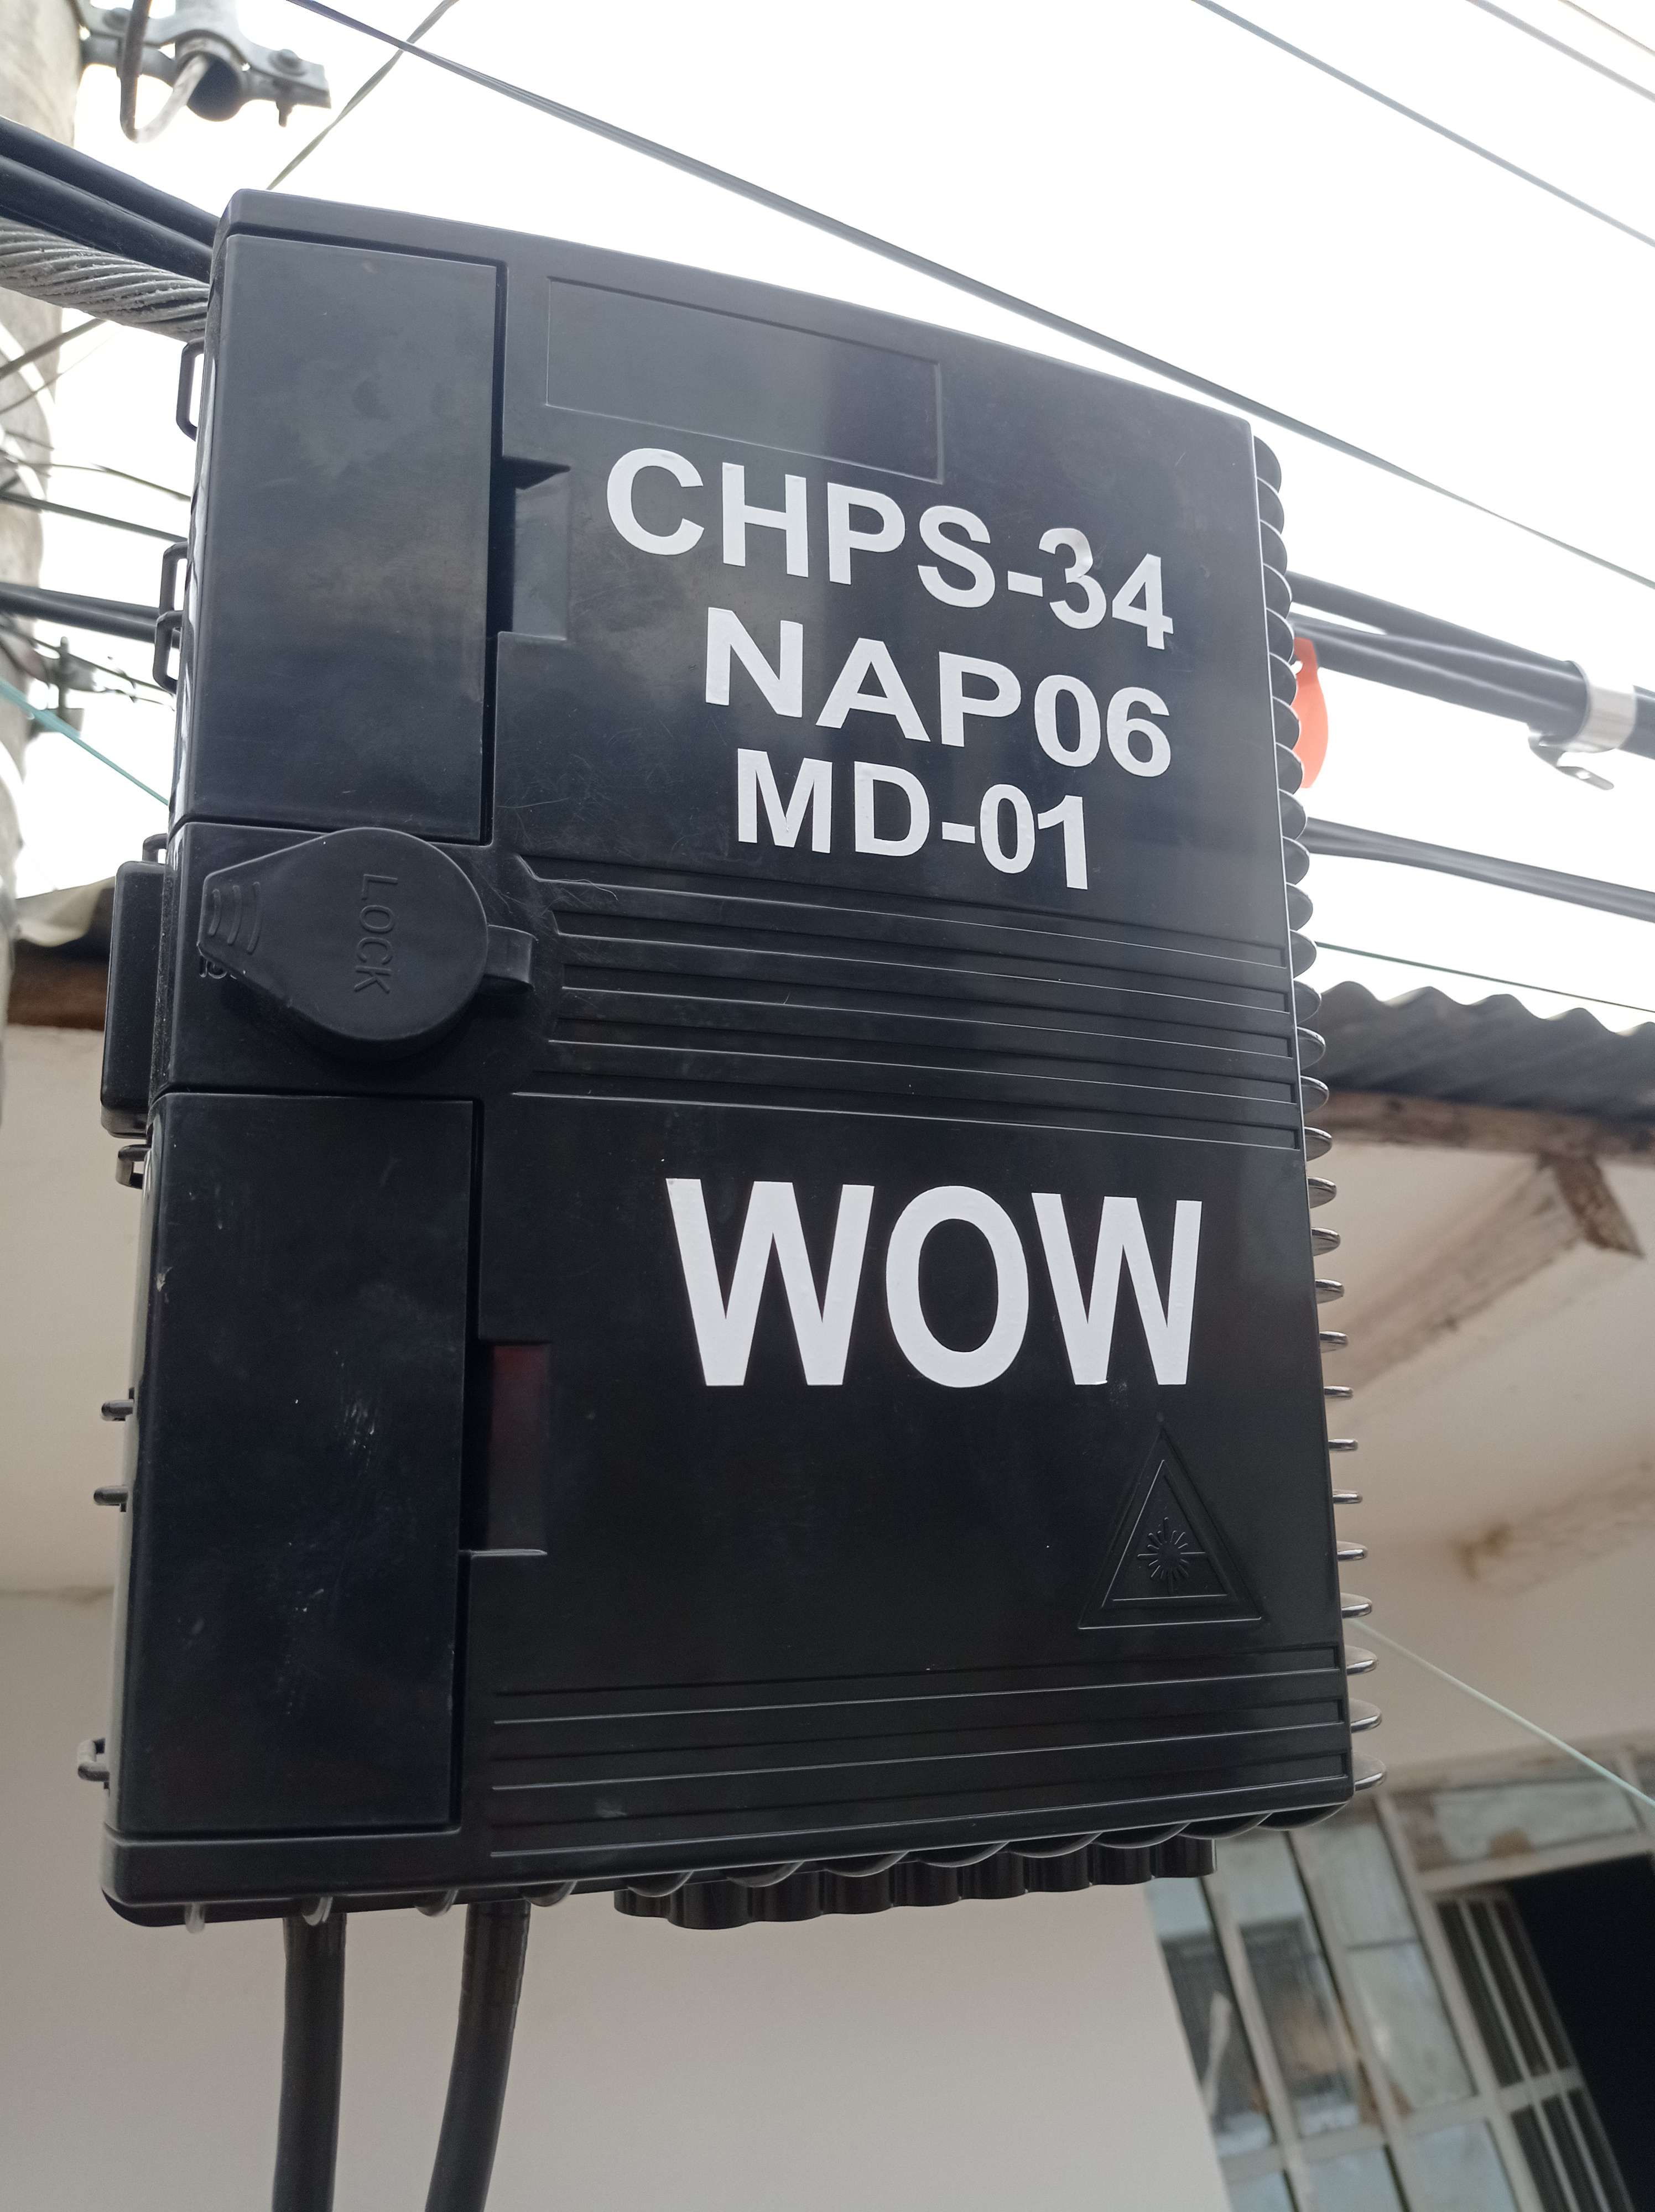 CHPS-34
NAP06
MD-01
LOCK
WOW